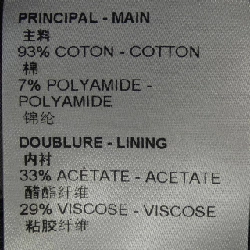 PRINCIPAL - MAIN
主料
93% COTON - COTTON
棉
7% POLYAMIDE -
POLYAMIDE
锦纶
DOUBLURE - LINING
内衬
33% ACÉTATE - ACETATE
醋酯纤维
29% VISCOSE - VISCOSE
粘胶纤维